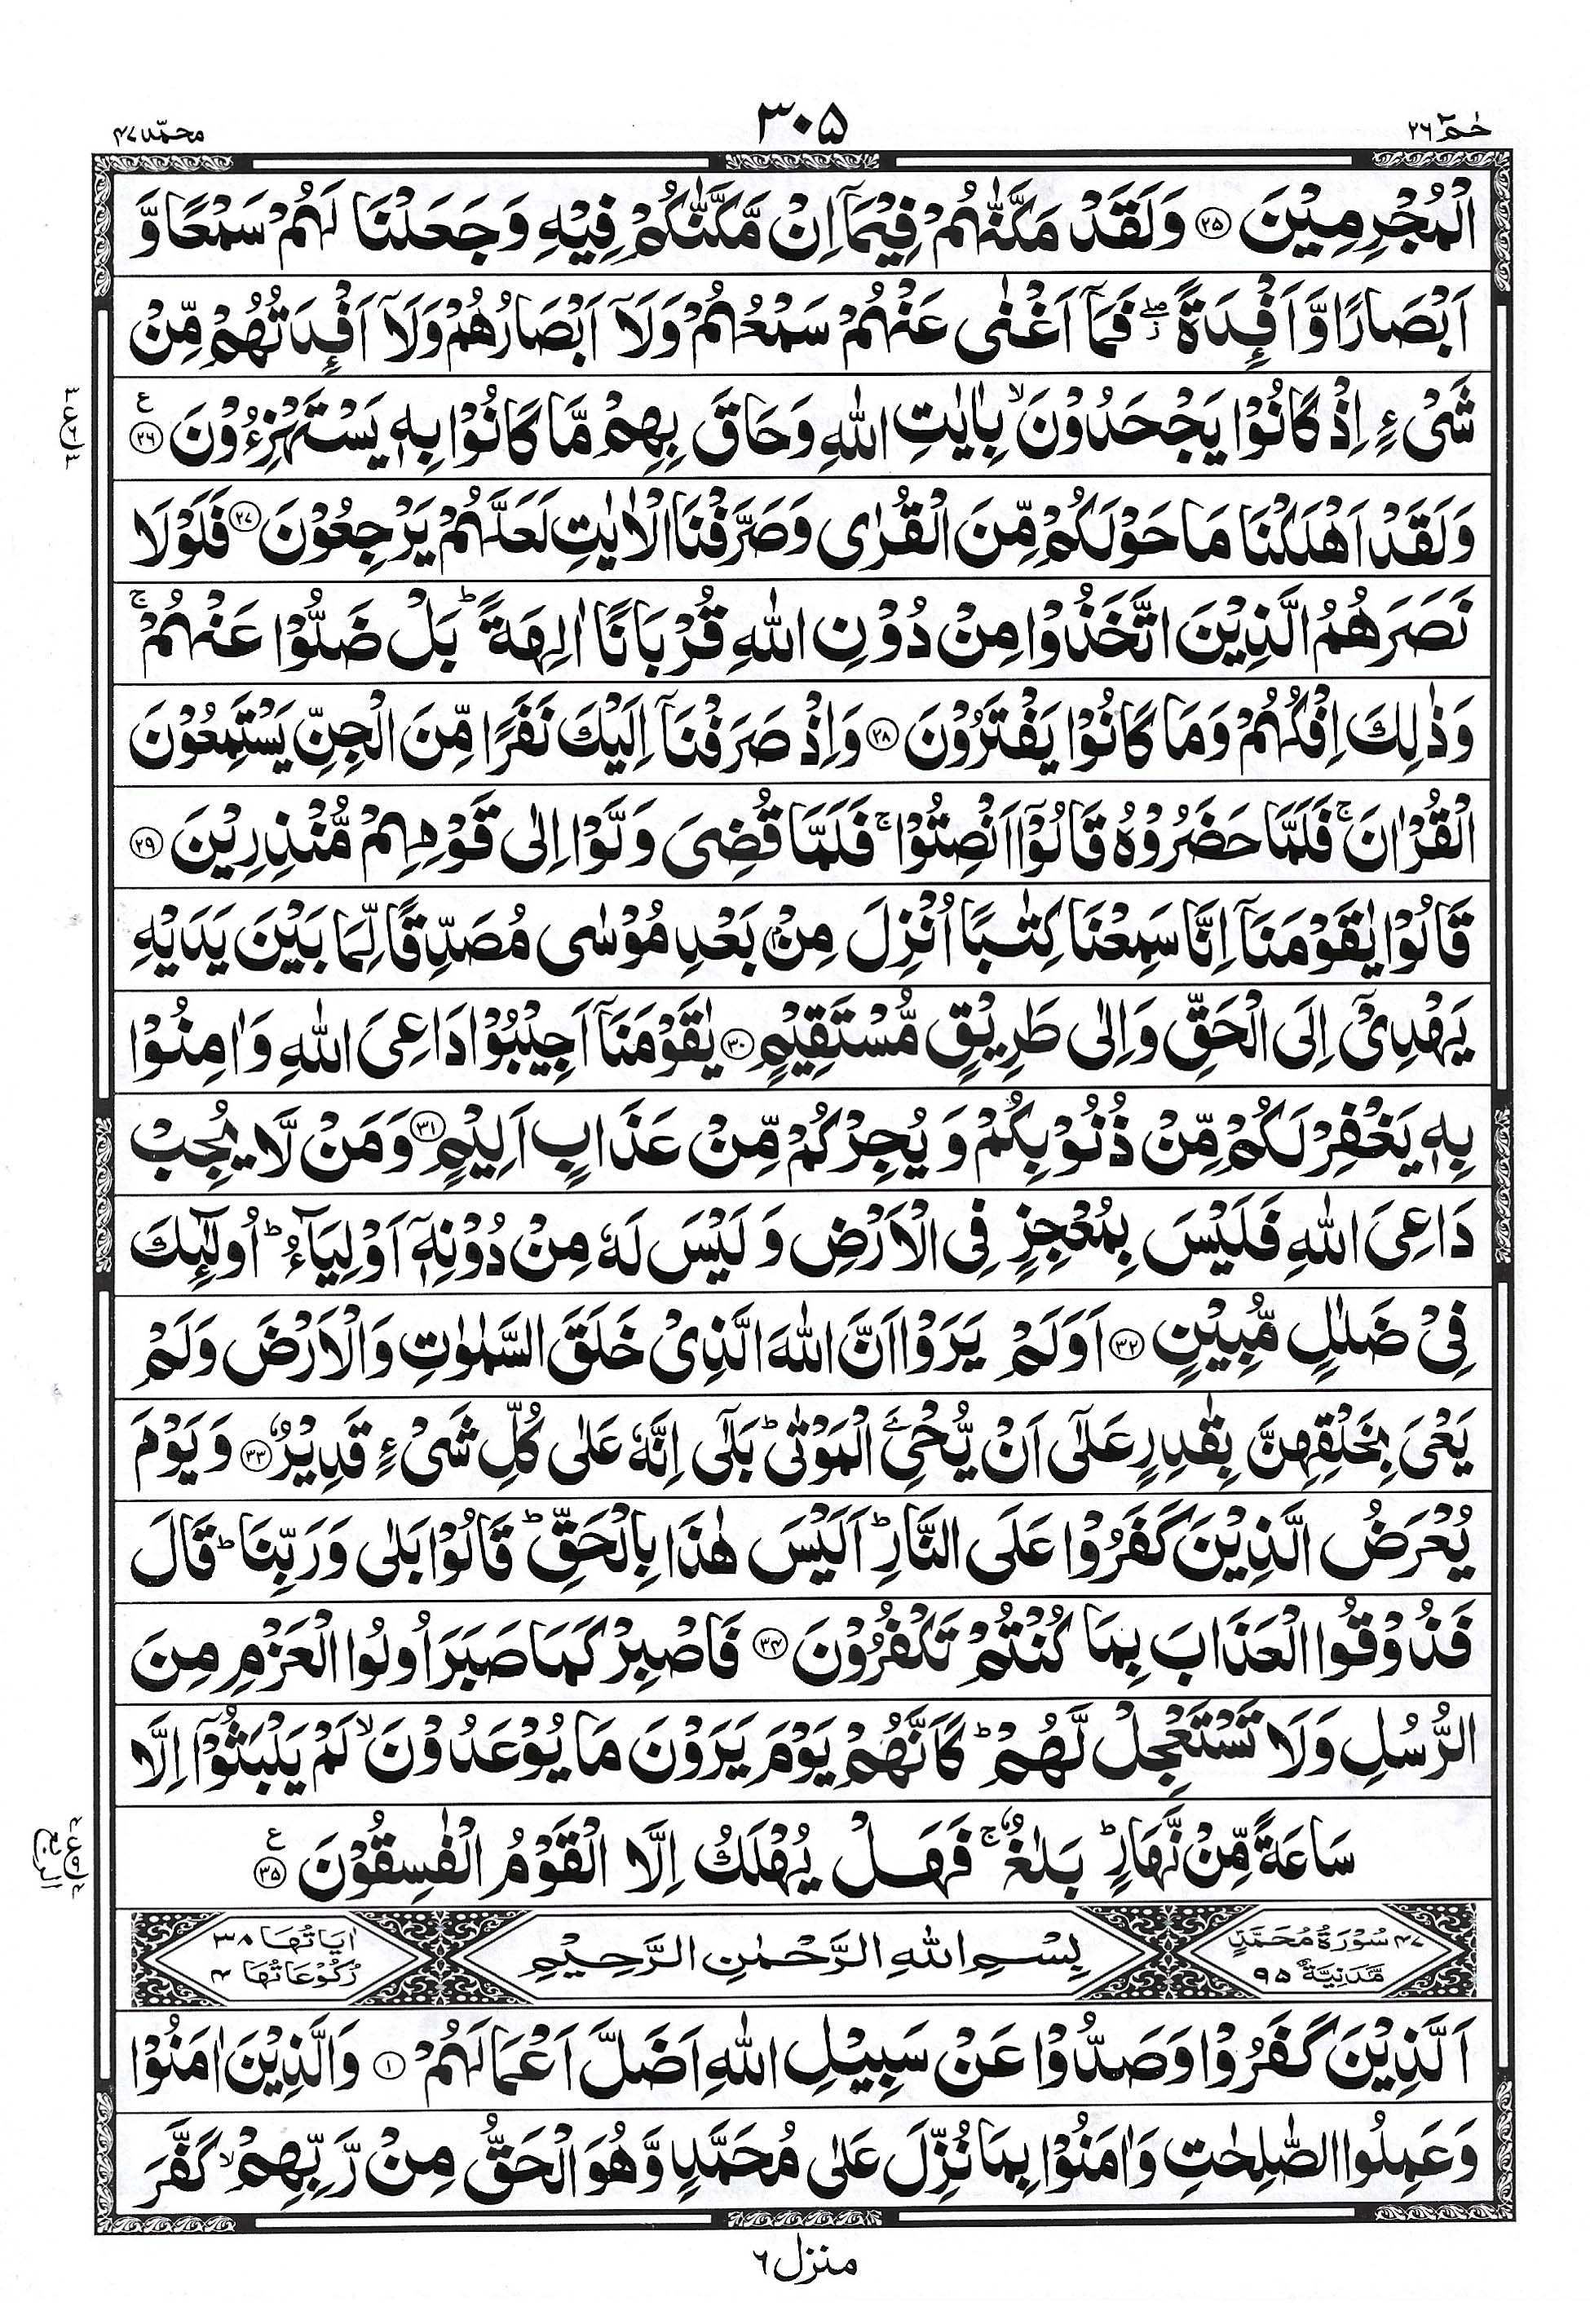 حٰمٓ ٢٦
٣٠٥
محمّد ٤٧
الْمُجْرِمِيْنَ ﴿٢٥﴾ وَلَقَدْ مَكَّنّٰهُمْ فِيْمَاۤ اِنْ مَّكَّنّٰكُمْ فِيْهِ وَجَعَلْنَا لَهُمْ سَمْعًا وَّ
اَبْصَارًا وَّاَفْـِٕدَةً ۖ٘ فَمَاۤ اَغْنٰى عَنْهُمْ سَمْعُهُمْ وَلَاۤ اَبْصَارُهُمْ وَلَاۤ اَفْـِٕدَتُهُمْ مِّنْ
شَیْءٍ اِذْ كَانُوْا يَجْحَدُوْنَ ۙ بِاٰيٰتِ اللّٰهِ وَحَاقَ بِهِمْ مَّا كَانُوْا بِهٖ يَسْتَهْزِءُوْنَ ﴿٢٦﴾ ع
وَلَقَدْ اَهْلَكْنَا مَا حَوْلَكُمْ مِّنَ الْقُرٰى وَصَرَّفْنَا الْاٰيٰتِ لَعَلَّهُمْ يَرْجِعُوْنَ ﴿٢٧﴾ فَلَوْلَا
نَصَرَهُمُ الَّذِيْنَ اتَّخَذُوْا مِنْ دُوْنِ اللّٰهِ قُرْبَانًا اٰلِهَةً ؕ بَلْ ضَلُّوْا عَنْهُمْ ۚ
وَذٰلِكَ اِفْكُهُمْ وَمَا كَانُوْا يَفْتَرُوْنَ ﴿٢٨﴾ وَاِذْ صَرَفْنَاۤ اِلَيْكَ نَفَرًا مِّنَ الْجِنِّ يَسْتَمِعُوْنَ
الْقُرْاٰنَ ۚ فَلَمَّا حَضَرُوْهُ قَالُوْۤا اَنْصِتُوْا ۚ فَلَمَّا قُضِیَ وَلَّوْا اِلٰى قَوْمِهِمْ مُّنْذِرِيْنَ ﴿٢٩﴾
قَالُوْا يٰقَوْمَنَاۤ اِنَّا سَمِعْنَا كِتٰبًا اُنْزِلَ مِنْۢ بَعْدِ مُوْسٰى مُصَدِّقًا لِّمَا بَيْنَ يَدَيْهِ
يَهْدِیْۤ اِلَى الْحَقِّ وَاِلٰى طَرِيْقٍ مُّسْتَقِيْمٍ ﴿٣٠﴾ يٰقَوْمَنَاۤ اَجِيْبُوْا دَاعِیَ اللّٰهِ وَاٰمِنُوْا
بِهٖ يَغْفِرْ لَكُمْ مِّنْ ذُنُوْبِكُمْ وَيُجِرْكُمْ مِّنْ عَذَابٍ اَلِيْمٍ ﴿٣١﴾ وَمَنْ لَّا يُجِبْ
دَاعِیَ اللّٰهِ فَلَيْسَ بِمُعْجِزٍ فِی الْاَرْضِ وَلَيْسَ لَهٗ مِنْ دُوْنِهٖۤ اَوْلِيَآءُ ؕ اُولٰٓئِكَ
فِیْ ضَلٰلٍ مُّبِيْنٍ ﴿٣٢﴾ اَوَلَمْ يَرَوْا اَنَّ اللّٰهَ الَّذِیْ خَلَقَ السَّمٰوٰتِ وَالْاَرْضَ وَلَمْ
يَعْیَ بِخَلْقِهِنَّ بِقٰدِرٍ عَلٰۤى اَنْ يُّحْیِۦَ الْمَوْتٰى ؕ بَلٰۤى اِنَّهٗ عَلٰى كُلِّ شَیْءٍ قَدِيْرٌ ﴿٣٣﴾ وَيَوْمَ
يُعْرَضُ الَّذِيْنَ كَفَرُوْا عَلَى النَّارِ ؕ اَلَيْسَ هٰذَا بِالْحَقِّ ؕ قَالُوْا بَلٰى وَرَبِّنَا ؕ قَالَ
فَذُوْقُوا الْعَذَابَ بِمَا كُنْتُمْ تَكْفُرُوْنَ ﴿٣٤﴾ فَاصْبِرْ كَمَا صَبَرَ اُولُوا الْعَزْمِ مِنَ
الرُّسُلِ وَلَا تَسْتَعْجِلْ لَّهُمْ ؕ كَاَنَّهُمْ يَوْمَ يَرَوْنَ مَا يُوْعَدُوْنَ ۙ لَمْ يَلْبَثُوْۤا اِلَّا
سَاعَةً مِّنْ نَّهَارٍ ؕ بَلٰغٌ ۚ فَهَلْ يُهْلَكُ اِلَّا الْقَوْمُ الْفٰسِقُوْنَ ﴿٣٥﴾ ع
الربع
٤٧ سُوْرَةُ مُحَمَّدٍ مَّدَنِيَّةٌ ٩٥
بِسْمِ اللّٰهِ الرَّحْمٰنِ الرَّحِيْمِ
اٰيَاتُهَا ٣٨ رُكُوْعَاتُهَا ٤
اَلَّذِيْنَ كَفَرُوْا وَصَدُّوْا عَنْ سَبِيْلِ اللّٰهِ اَضَلَّ اَعْمَالَهُمْ ﴿١﴾ وَالَّذِيْنَ اٰمَنُوْا
وَعَمِلُوا الصّٰلِحٰتِ وَاٰمَنُوْا بِمَا نُزِّلَ عَلٰى مُحَمَّدٍ وَّهُوَ الْحَقُّ مِنْ رَّبِّهِمْ ۙ كَفَّرَ
منزل ٦